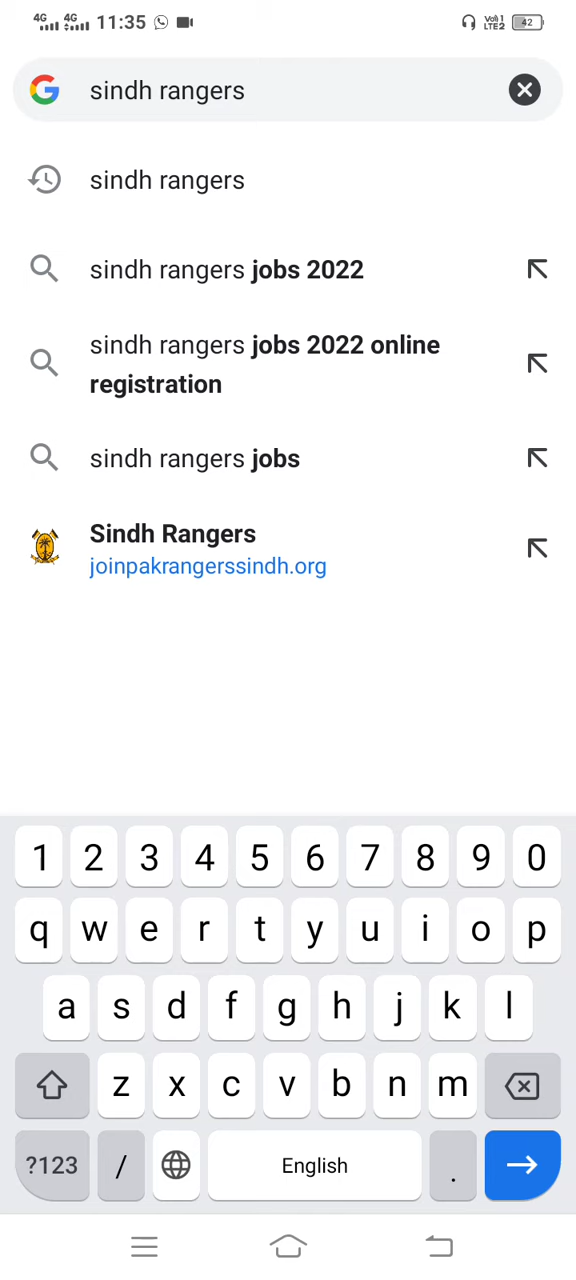 4G 4G 11:35 VoB 1 LTE2 42
sindh rangers
sindh rangers
sindh rangers jobs 2022
sindh rangers jobs 2022 online
registration
sindh rangers jobs
Sindh Rangers
joinpakrangerssindh.org
1 2 3 4 5 6 7 8 9 0
q w e r t y u i o p
a s d f g h j k l
z x c v b n m
?123 / English .